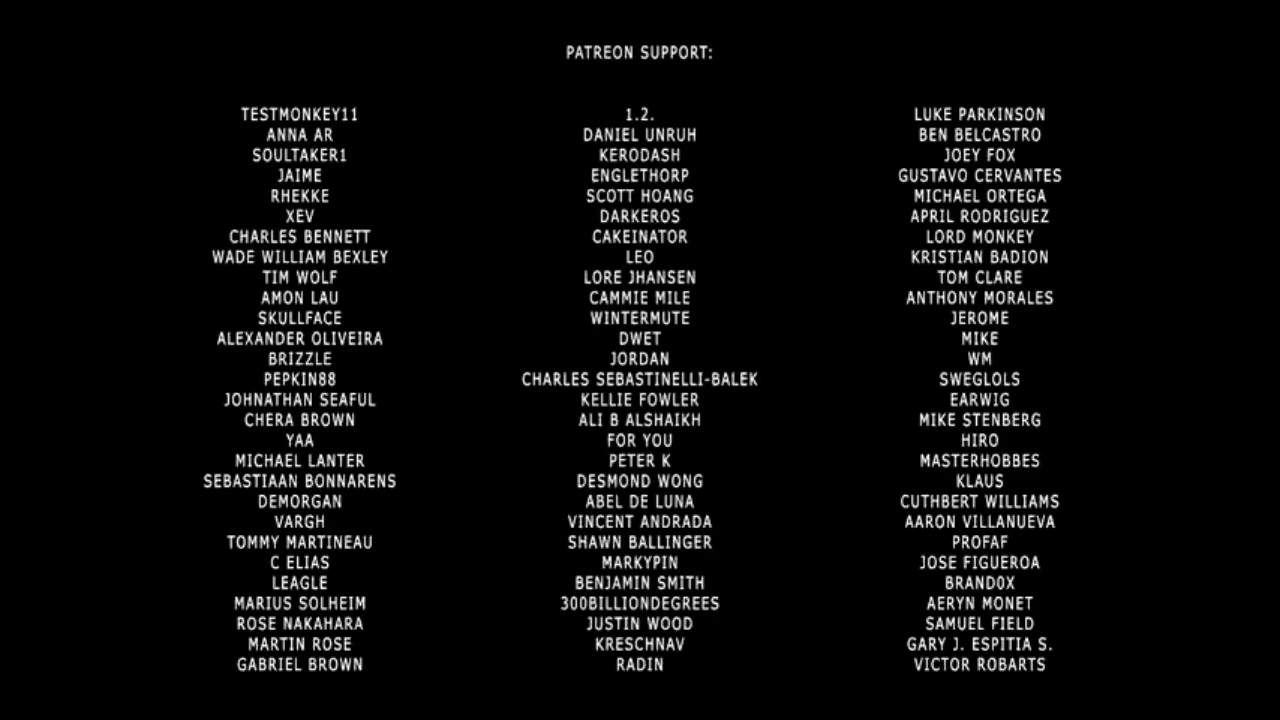 PATREON SUPPORT:
TESTMONKEY11
ANNA AR
SOULTAKER1
JAIME
RHEKKE
XEV
CHARLES BENNETT
WADE WILLIAM BEXLEY
TIM WOLF
AMON LAU
SKULLFACE
ALEXANDER OLIVEIRA
BRIZZLE
PEPKIN88
JOHNATHAN SEAFUL
CHERA BROWN
YAA
MICHAEL LANTER
SEBASTIAAN BONNARENS
DEMORGAN
VARGH
TOMMY MARTINEAU
C ELIAS
LEAGLE
MARIUS SOLHEIM
ROSE NAKAHARA
MARTIN ROSE
GABRIEL BROWN
1.2.
DANIEL UNRUH
KERODASH
ENGLETHORP
SCOTT HOANG
DARKEROS
CAKEINATOR
LEO
LORE JHANSEN
CAMMIE MILE
WINTERMUTE
DWET
JORDAN
CHARLES SEBASTINELLI-BALEK
KELLIE FOWLER
ALI B ALSHAIKH
FOR YOU
PETER K
DESMOND WONG
ABEL DE LUNA
VINCENT ANDRADA
SHAWN BALLINGER
MARKYPIN
BENJAMIN SMITH
300BILLIONDEGREES
JUSTIN WOOD
KRESCHNAV
RADIN
LUKE PARKINSON
BEN BELCASTRO
JOEY FOX
GUSTAVO CERVANTES
MICHAEL ORTEGA
APRIL RODRIGUEZ
LORD MONKEY
KRISTIAN BADION
TOM CLARE
ANTHONY MORALES
JEROME
MIKE
WM
SWEGLOLS
EARWIG
MIKE STENBERG
HIRO
MASTERHOBBES
KLAUS
CUTHBERT WILLIAMS
AARON VILLANUEVA
PROFAF
JOSE FIGUEROA
BRAND0X
AERYN MONET
SAMUEL FIELD
GARY J. ESPITIA S.
VICTOR ROBARTS